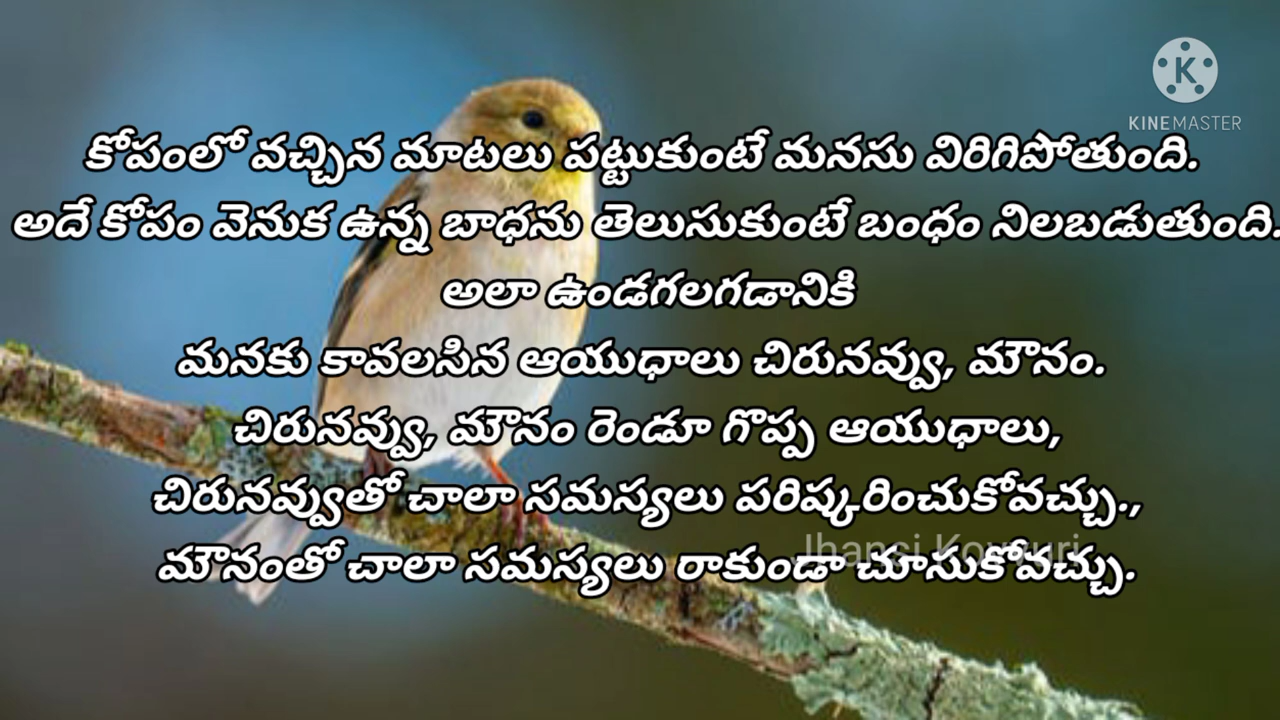 KINEMASTER
కోపంలో వచ్చిన మాటలు పట్టుకుంటే మనసు విరిగిపోతుంది.
అదే కోపం వెనుక ఉన్న బాధను తెలుసుకుంటే బంధం నిలబడుతుంది.
అలా ఉండగలగడానికి
మనకు కావలసిన ఆయుధాలు చిరునవ్వు, మౌనం.
చిరునవ్వు, మౌనం రెండూ గొప్ప ఆయుధాలు,
చిరునవ్వుతో చాలా సమస్యలు పరిష్కరించుకోవచ్చు.,
Jhansi
మౌనంతో చాలా సమస్యలు రాకుండా చూసుకోవచ్చు.